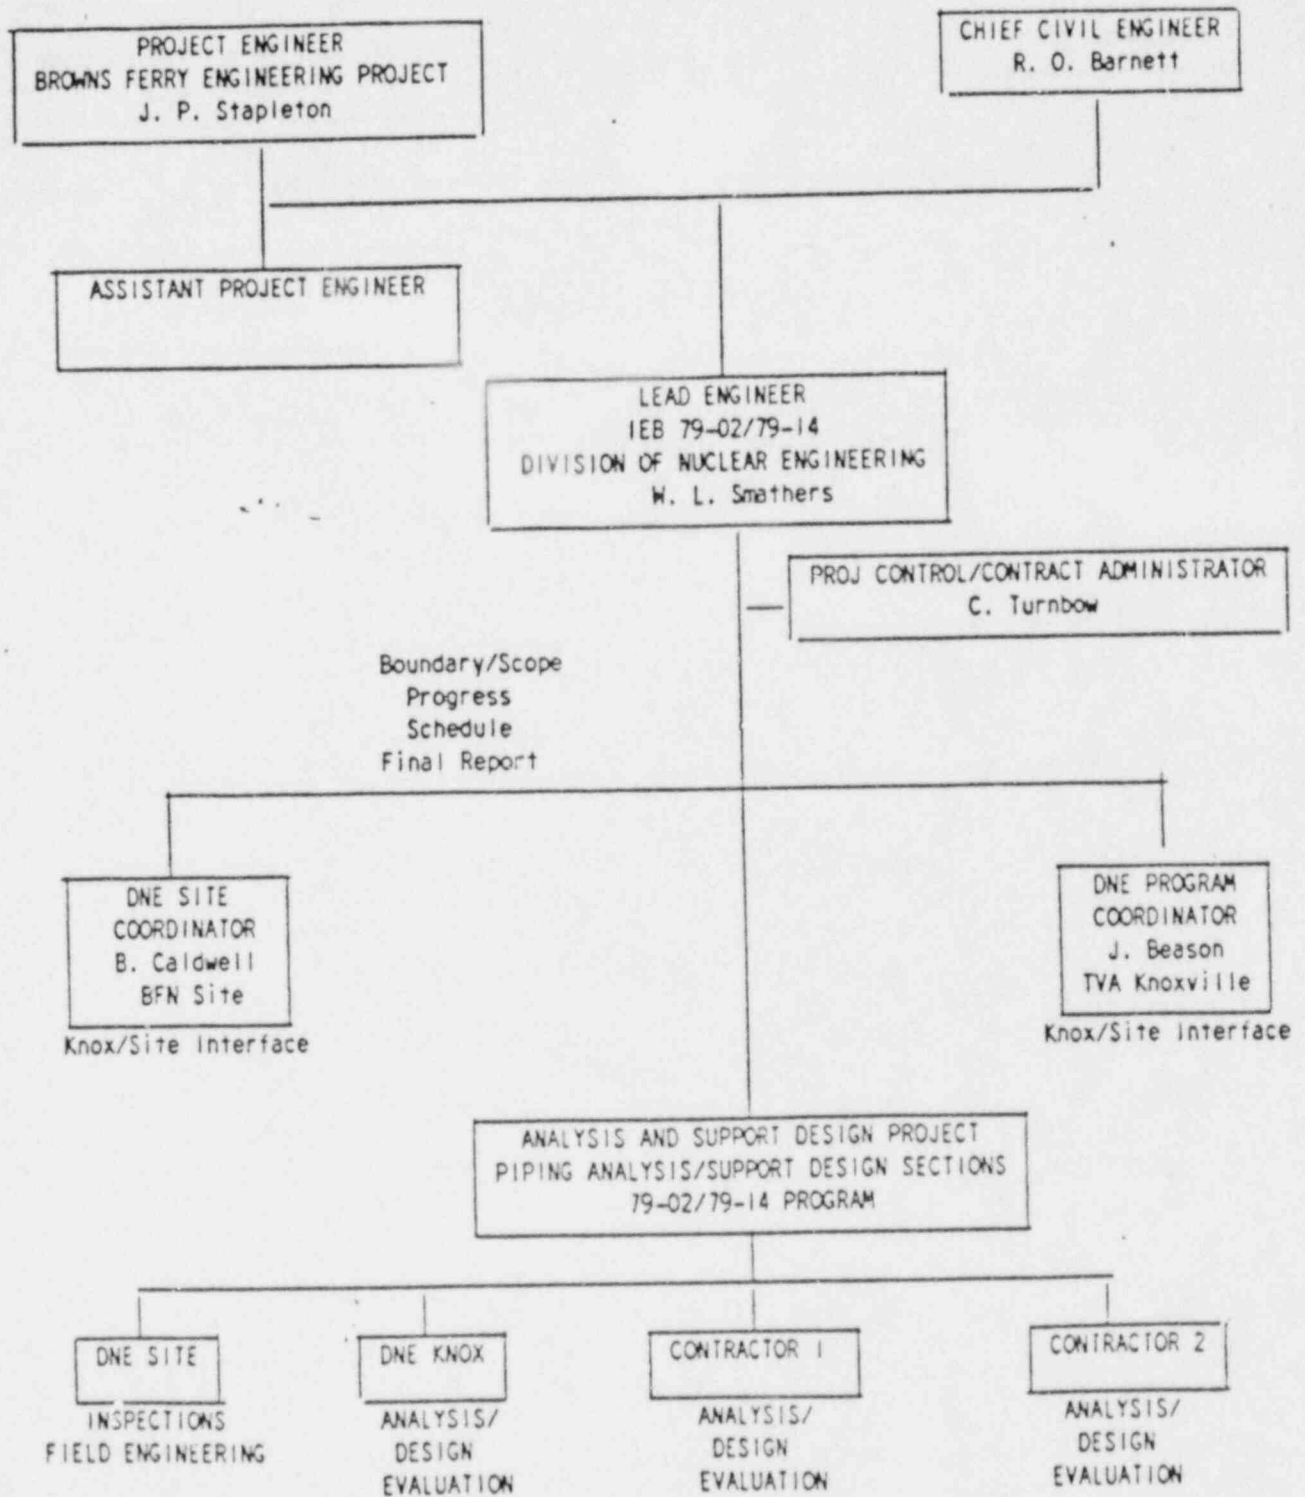 PROJECT ENGINEER
BROWNS FERRY ENGINEERING PROJECT
J. P. Stapleton
CHIEF CIVIL ENGINEER
R. O. Barnett
ASSISTANT PROJECT ENGINEER
LEAD ENGINEER
IEB 79-02/79-14
DIVISION OF NUCLEAR ENGINEERING
W. L. Smathers
PROJ CONTROL/CONTRACT ADMINISTRATOR
C. Turnbow
Boundary/Scope
Progress
Schedule
Final Report
DNE SITE
COORDINATOR
B. Caldwell
BFN Site
Knox/Site Interface
DNE PROGRAM
COORDINATOR
J. Beason
TVA Knoxville
Knox/Site Interface
ANALYSIS AND SUPPORT DESIGN PROJECT
PIPING ANALYSIS/SUPPORT DESIGN SECTIONS
79-02/79-14 PROGRAM
DNE SITE
INSPECTIONS
FIELD ENGINEERING
DNE KNOX
ANALYSIS/
DESIGN
EVALUATION
CONTRACTOR 1
ANALYSIS/
DESIGN
EVALUATION
CONTRACTOR 2
ANALYSIS/
DESIGN
EVALUATION